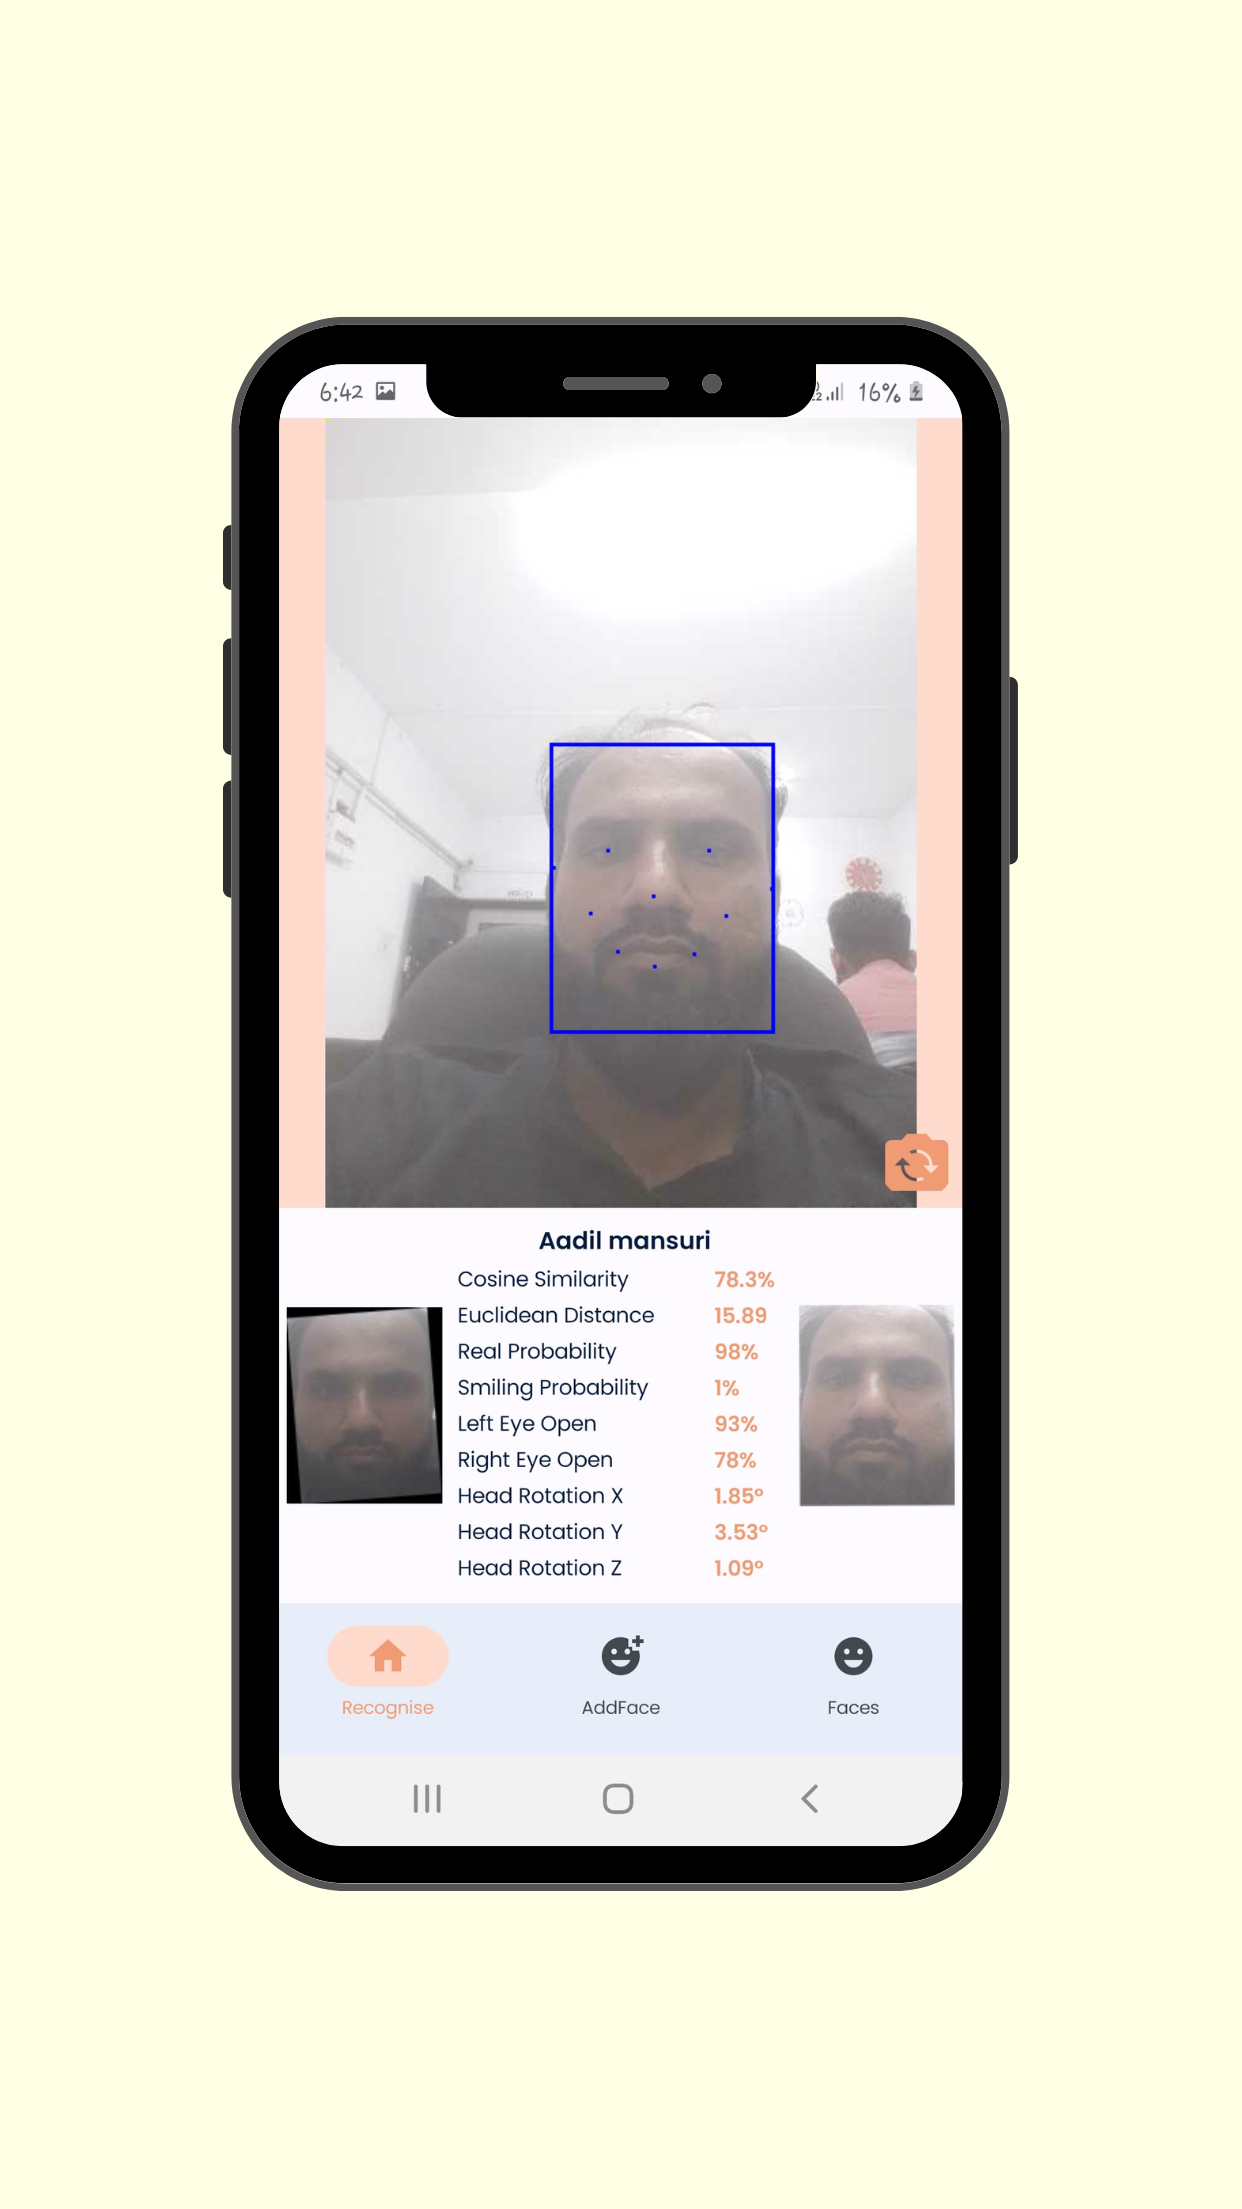 6:42
16%
Aadil mansuri
Cosine Similarity 78.3%
Euclidean Distance 15.89
Real Probability 98%
Smiling Probability 1%
Left Eye Open 93%
Right Eye Open 78%
Head Rotation X 1.85°
Head Rotation Y 3.53°
Head Rotation Z 1.09°
Recognise AddFace Faces